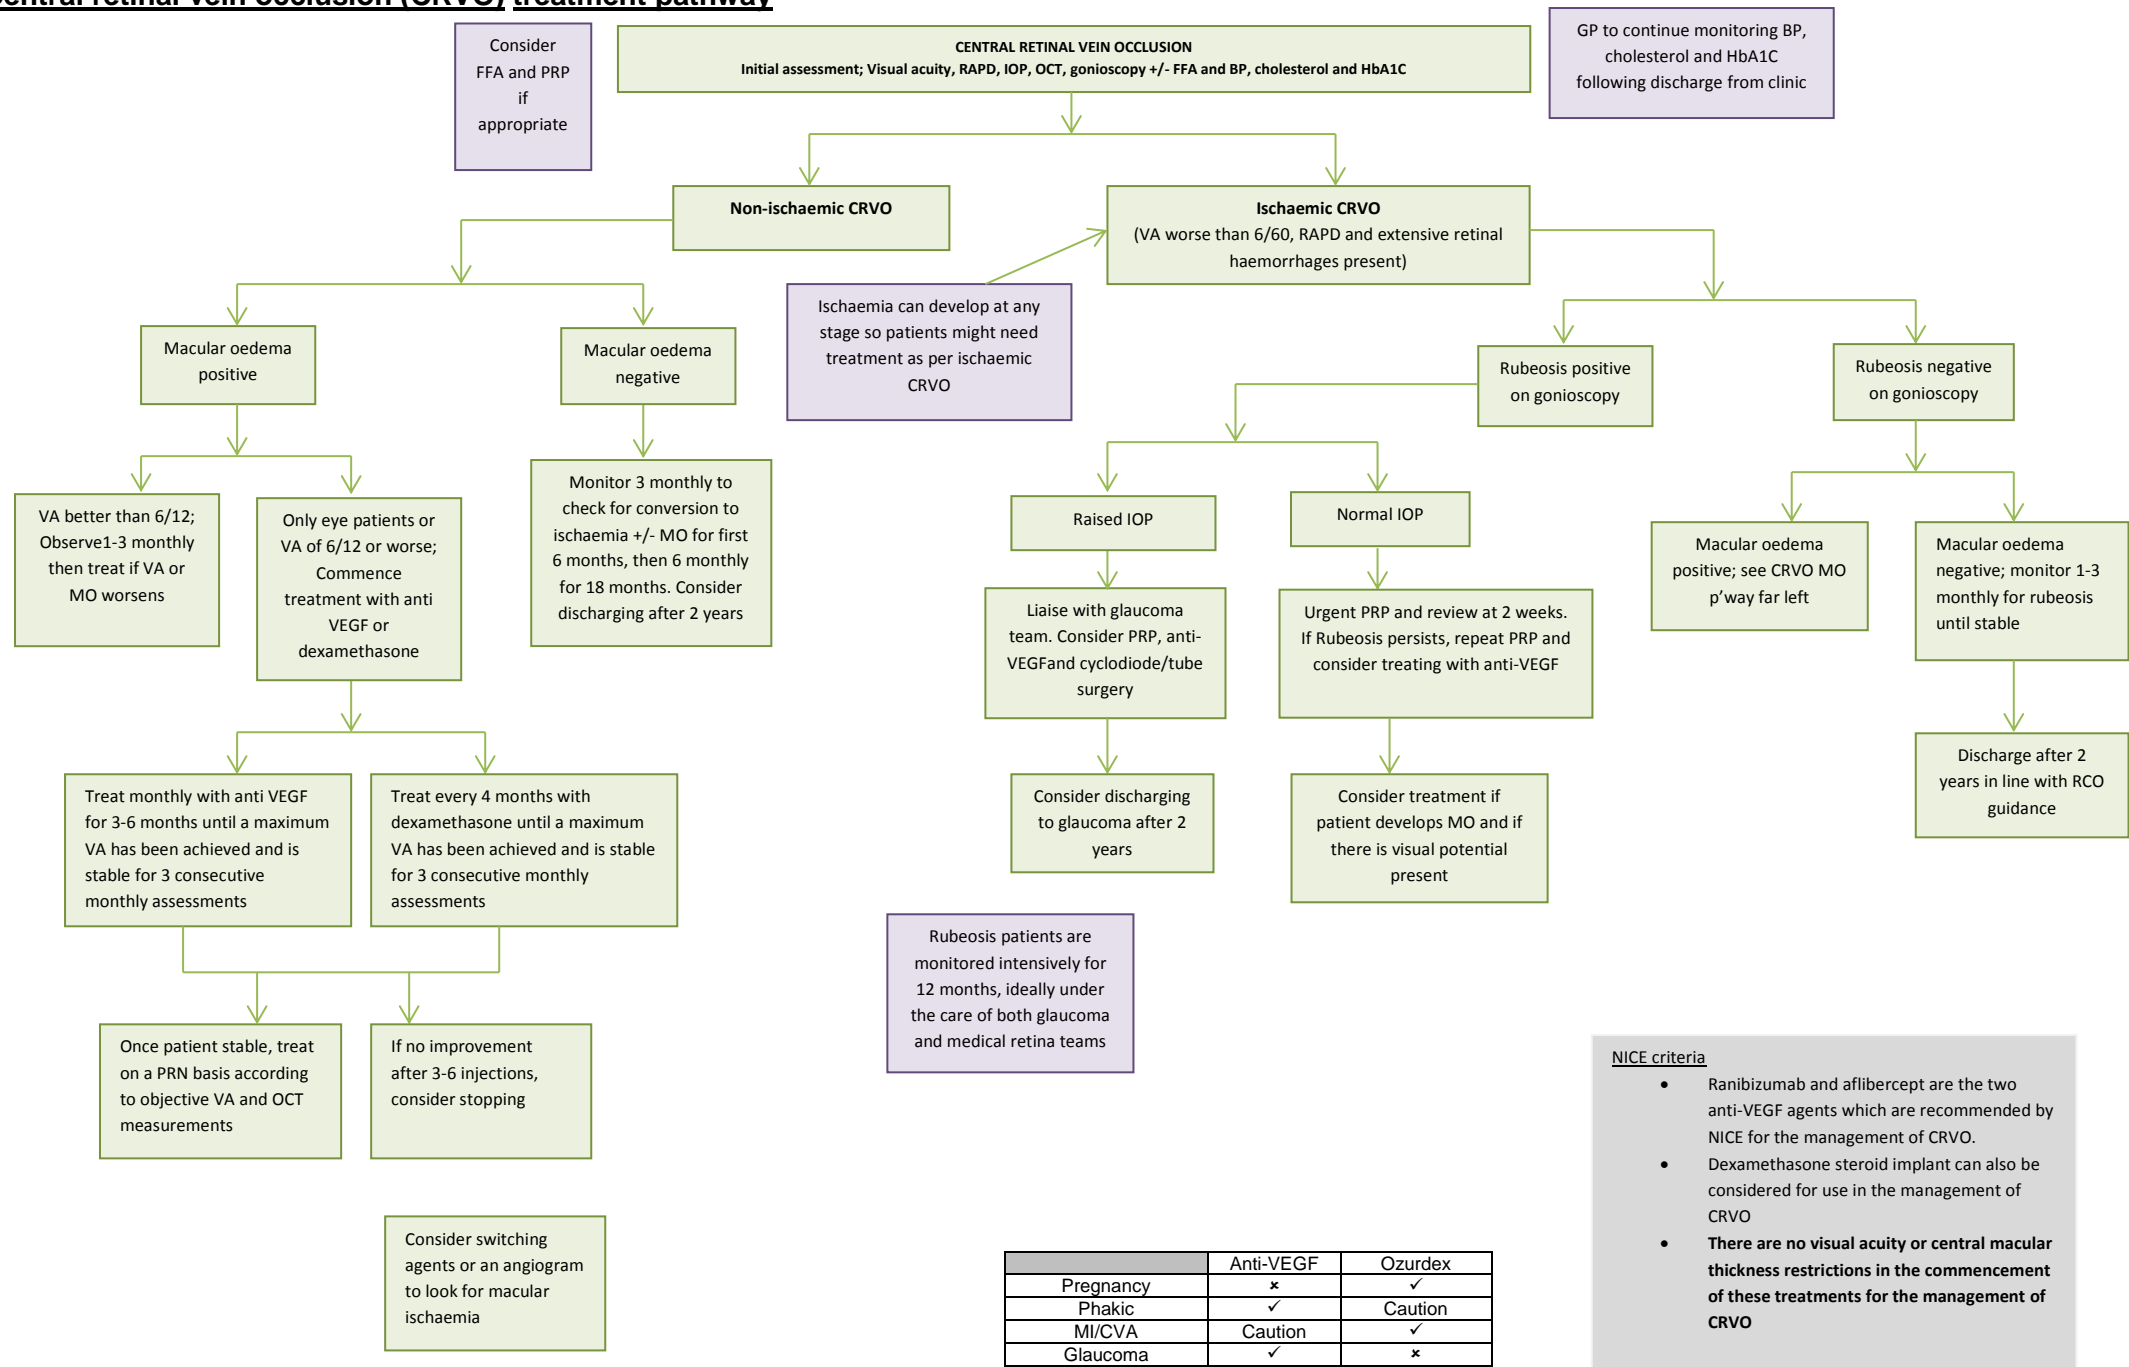 central retinal vein occlusion (CRVO) treatment pathway
Consider
FFA and PRP
if
appropriate
CENTRAL RETINAL VEIN OCCLUSION
Initial assessment; Visual acuity, RAPD, IOP, OCT, gonioscopy +/- FFA and BP, cholesterol and HbA1C
GP to continue monitoring BP,
cholesterol and HbA1C
following discharge from clinic
Non-ischaemic CRVO
Ischaemic CRVO
(VA worse than 6/60, RAPD and extensive retinal
haemorrhages present)
Ischaemia can develop at any
stage so patients might need
treatment as per ischaemic
CRVO
Macular oedema
positive
Macular oedema
negative
Rubeosis positive
on gonioscopy
Rubeosis negative
on gonioscopy
VA better than 6/12;
Observe1-3 monthly
then treat if VA or
MO worsens
Only eye patients or
VA of 6/12 or worse;
Commence
treatment with anti
VEGF or
dexamethasone
Monitor 3 monthly to
check for conversion to
ischaemia +/- MO for first
6 months, then 6 monthly
for 18 months. Consider
discharging after 2 years
Raised IOP
Normal IOP
Macular oedema
positive; see CRVO MO
p'way far left
Macular oedema
negative; monitor 1-3
monthly for rubeosis
until stable
Liaise with glaucoma
team. Consider PRP, anti-
VEGFand cyclodiode/tube
surgery
Urgent PRP and review at 2 weeks.
If Rubeosis persists, repeat PRP and
consider treating with anti-VEGF
Discharge after 2
years in line with RCO
guidance
Treat monthly with anti VEGF
for 3-6 months until a maximum
VA has been achieved and is
stable for 3 consecutive
monthly assessments
Treat every 4 months with
dexamethasone until a maximum
VA has been achieved and is stable
for 3 consecutive monthly
assessments
Consider discharging
to glaucoma after 2
years
Consider treatment if
patient develops MO and if
there is visual potential
present
Rubeosis patients are
monitored intensively for
12 months, ideally under
the care of both glaucoma
and medical retina teams
Once patient stable, treat
on a PRN basis according
to objective VA and OCT
measurements
If no improvement
after 3-6 injections,
consider stopping
Consider switching
agents or an angiogram
to look for macular
ischaemia
Anti-VEGF Ozurdex
Pregnancy × ✓
Phakic ✓ Caution
MI/CVA Caution ✓
Glaucoma ✓ ×
NICE criteria
• Ranibizumab and aflibercept are the two
anti-VEGF agents which are recommended by
NICE for the management of CRVO.
• Dexamethasone steroid implant can also be
considered for use in the management of
CRVO
• There are no visual acuity or central macular
thickness restrictions in the commencement
of these treatments for the management of
CRVO